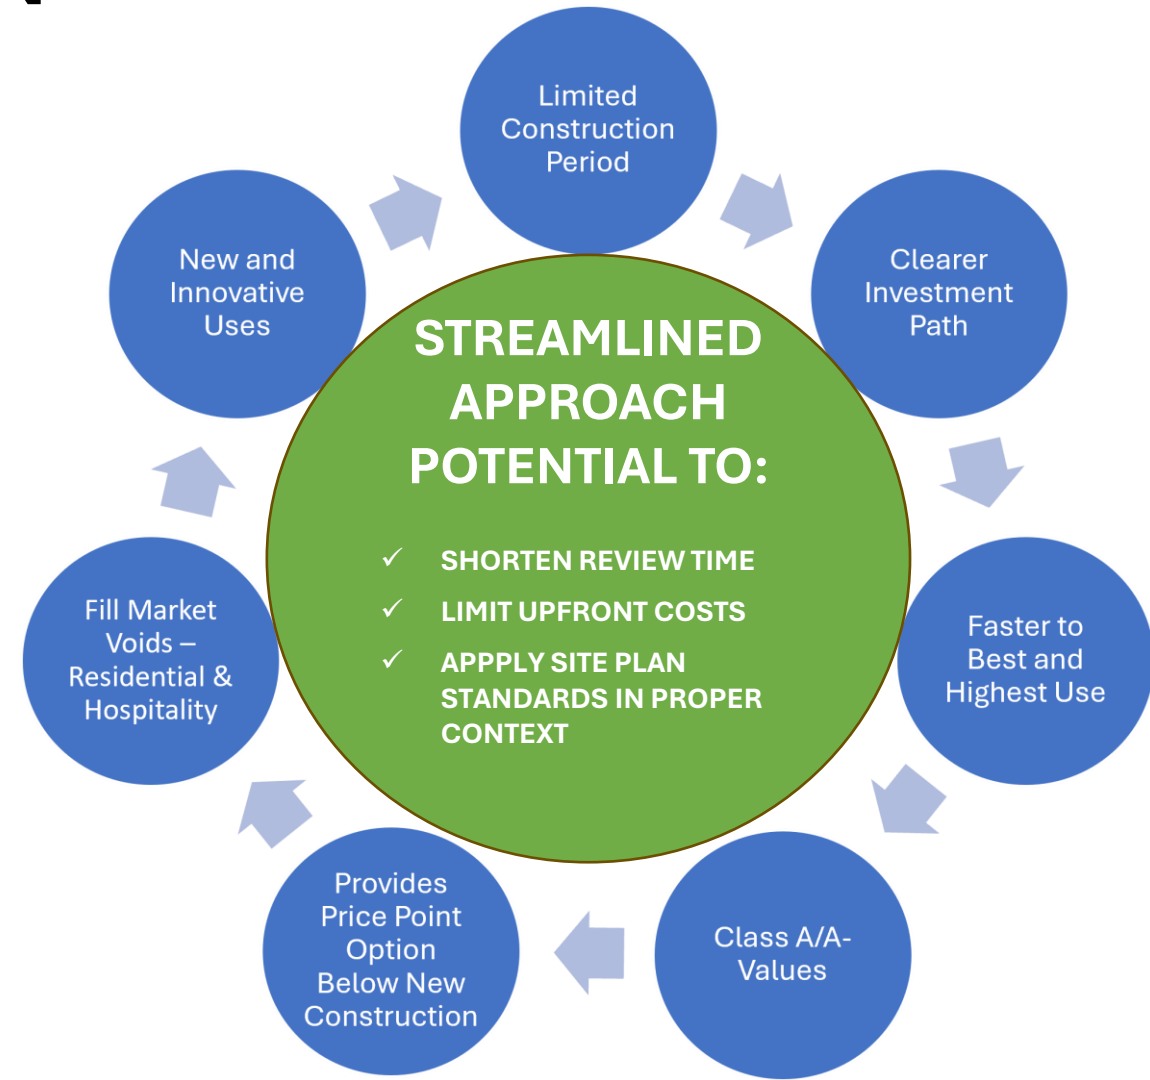 Limited
Construction
Period
Clearer
Investment
Path
Faster to
Best and
Highest Use
Class A/A-
Values
Provides
Price Point
Option
Below New
Construction
Fill Market
Voids –
Residential &
Hospitality
New and
Innovative
Uses
STREAMLINED
APPROACH
POTENTIAL TO:
✓ SHORTEN REVIEW TIME
✓ LIMIT UPFRONT COSTS
✓ APPPLY SITE PLAN
STANDARDS IN PROPER
CONTEXT